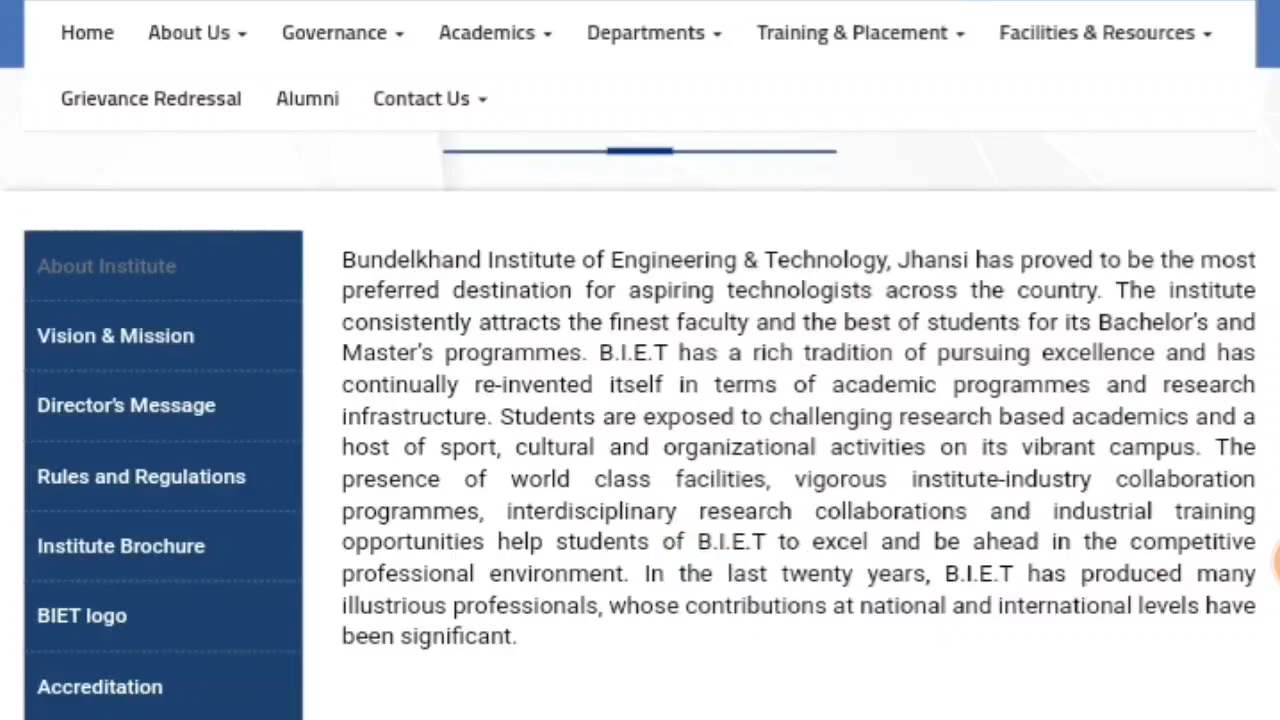 Home About Us Governance Academics Departments Training & Placement Facilities & Resources
Grievance Redressal Alumni Contact Us
About Institute
Vision & Mission
Director's Message
Rules and Regulations
Institute Brochure
BIET logo
Accreditation
Bundelkhand Institute of Engineering & Technology, Jhansi has proved to be the most
preferred destination for aspiring technologists across the country. The institute
consistently attracts the finest faculty and the best of students for its Bachelor's and
Master's programmes. B.I.E.T has a rich tradition of pursuing excellence and has
continually re-invented itself in terms of academic programmes and research
infrastructure. Students are exposed to challenging research based academics and a
host of sport, cultural and organizational activities on its vibrant campus. The
presence of world class facilities, vigorous institute-industry collaboration
programmes, interdisciplinary research collaborations and industrial training
opportunities help students of B.I.E.T to excel and be ahead in the competitive
professional environment. In the last twenty years, B.I.E.T has produced many
illustrious professionals, whose contributions at national and international levels have
been significant.